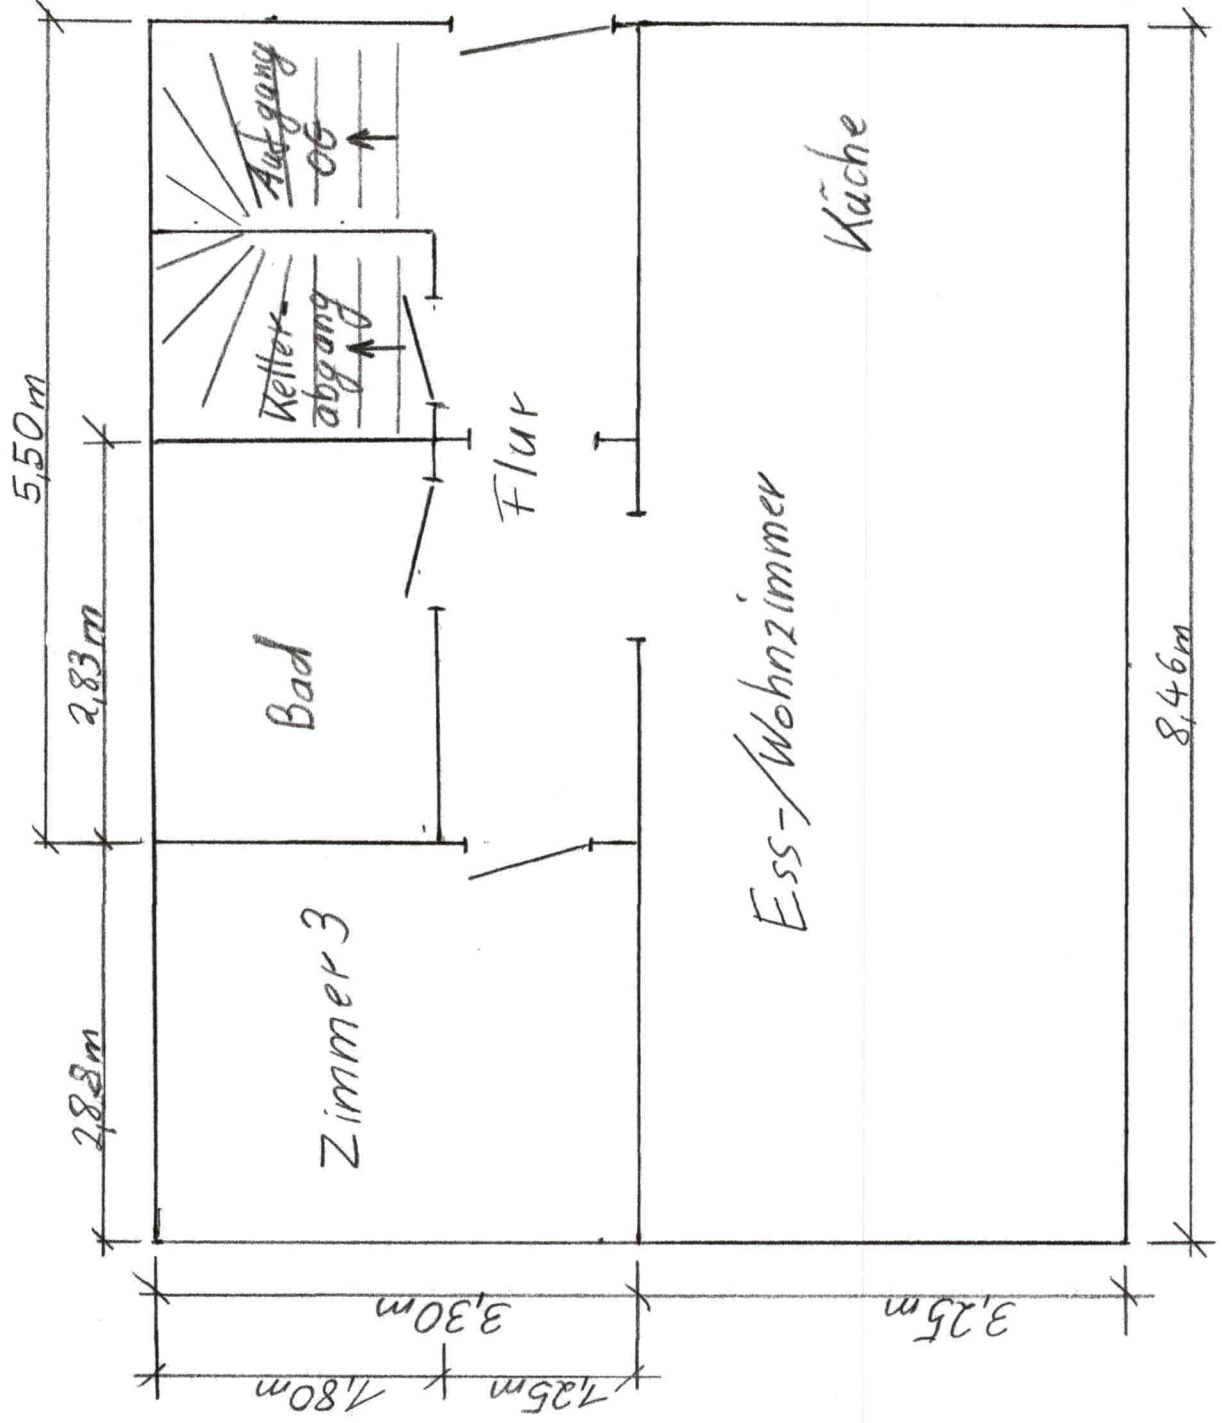 5,50m
2,88m
2,83m
Zimmer 3
Bad
Keller-
abgang
Aufgang
OG
Flur
Ess-/Wohnzimmer
Küche
8,46m
1,80m
1,25m
3,30m
3,25m